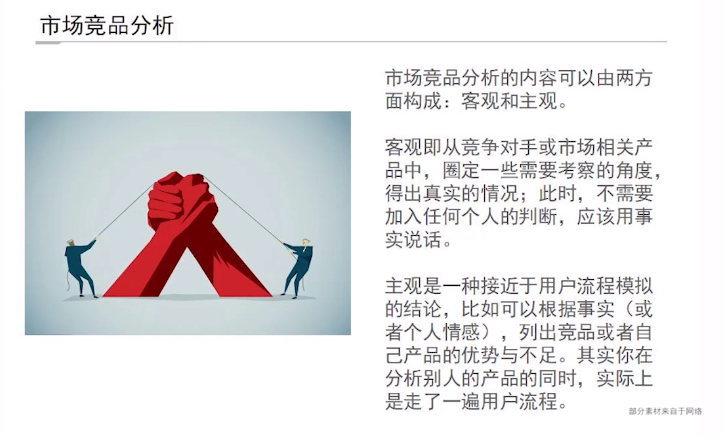 市场竞品分析
市场竞品分析的内容可以由两方
面构成：客观和主观。
客观即从竞争对手或市场相关产
品中，圈定一些需要考察的角度，
得出真实的情况；此时，不需要
加入任何个人的判断，应该用事
实说话。
主观是一种接近于用户流程模拟
的结论，比如可以根据事实（或
者个人情感），列出竞品或者自
己产品的优势与不足。其实你在
分析别人的产品的同时，实际上
是走了一遍用户流程。
部分素材来自于网络